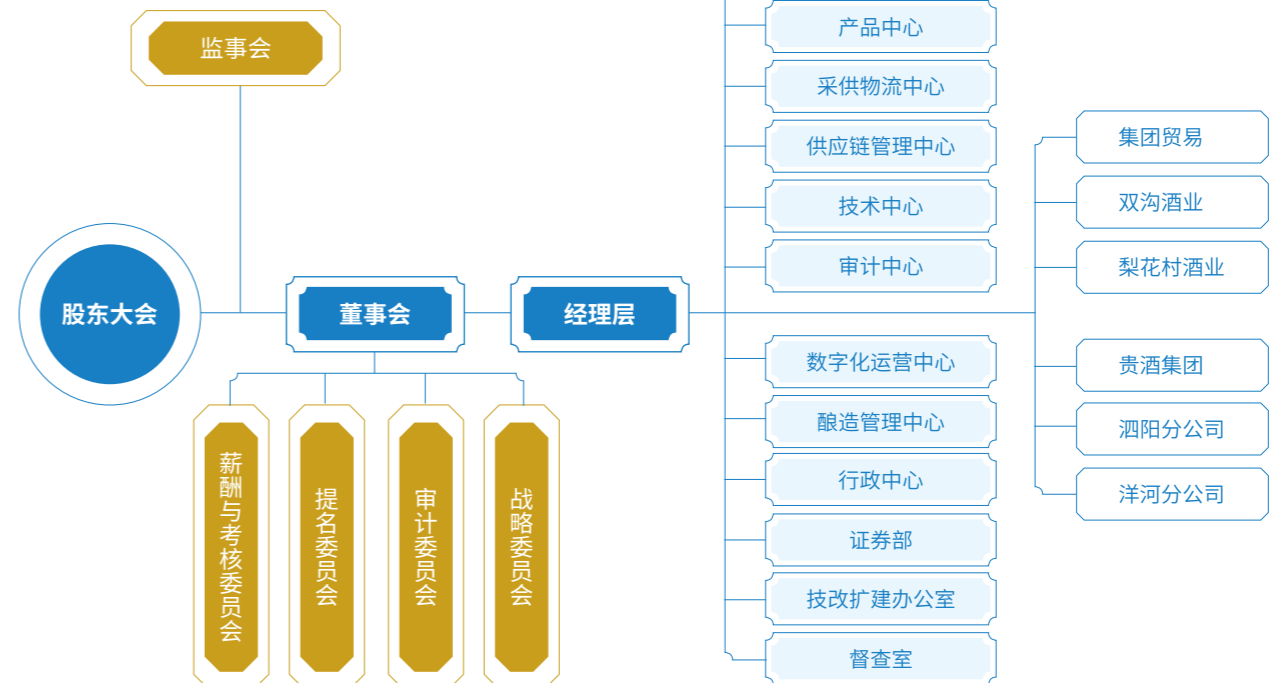 监事会
股东大会
董事会
经理层
薪酬与考核委员会
提名委员会
审计委员会
战略委员会
产品中心
采供物流中心
供应链管理中心
技术中心
审计中心
数字化运营中心
酿造管理中心
行政中心
证券部
技改扩建办公室
督查室
集团贸易
双沟酒业
梨花村酒业
贵酒集团
泗阳分公司
洋河分公司